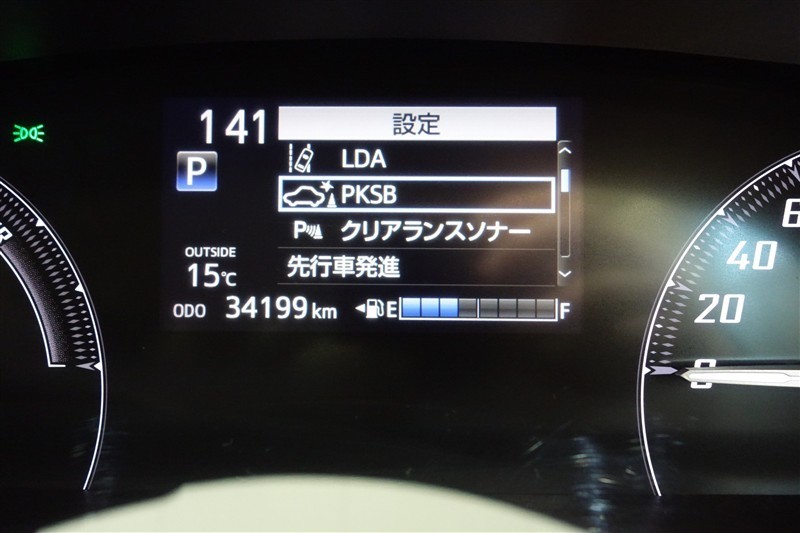 141
設定
LDA
P
PKSB
P クリアランスソナー
OUTSIDE
15℃
先行車発進
ODO 34199 km
E F
40
20
0